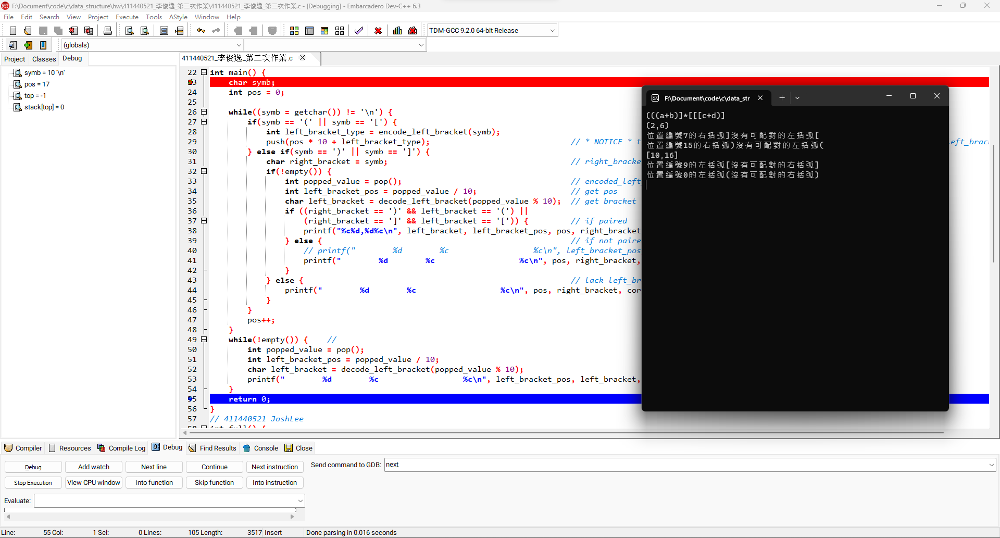 F:\Document\code\c\data_structure\hw\411440521_李俊逸_第二次作業\411440521_李俊逸_第二次作業.c - [Debugging] - Embarcadero Dev-C++ 6.3
File Edit Search View Project Execute Tools AStyle Window Help
TDM-GCC 9.2.0 64-bit Release
(globals)
Project Classes Debug
411440521_李俊逸_第二次作業.c
symb = 10 '\n'
pos = 17
top = -1
stack[top] = 0
22 int main() {
23 char symb;
24 int pos = 0;
25
26 while((symb = getchar()) != '\n') {
27 if(symb == '(' || symb == '[') {
28 int left_bracket_type = encode_left_bracket(symb);
29 push(pos * 10 + left_bracket_type); // * NOTICE * t
30 } else if(symb == ')' || symb == ']') {
31 char right_bracket = symb; // right_bracke
32 if(!empty()) {
33 int popped_value = pop(); // encoded_left_
34 int left_bracket_pos = popped_value / 10; // get pos
35 char left_bracket = decode_left_bracket(popped_value % 10); // get bracket
36 if ((right_bracket == ')' && left_bracket == '(') ||
37 (right_bracket == ']' && left_bracket == '[')) { // if paired
38 printf("%c%d,%d%c\n", left_bracket, left_bracket_pos, pos, right_bracket
39 } else { // if not paire
40 // printf(" %d %c %c\n", left_bracket_pos
41 printf(" %d %c %c\n", pos, right_bracket,
42 }
43 } else { // lack left_br
44 printf(" %d %c %c\n", pos, right_bracket, cor
45 }
46 }
47 pos++;
48 }
49 while(!empty()) { //
50 int popped_value = pop();
51 int left_bracket_pos = popped_value / 10;
52 char left_bracket = decode_left_bracket(popped_value % 10);
53 printf(" %d %c %c\n", left_bracket_pos, left_bracket,
54 }
55 return 0;
56 }
57 // 411440521 JoshLee
58 int full() {
eft_brac
F:\Document\code\c\data_str
(((a+b)]*[[[c+d)]
(2,6)
位置編號7的右括弧]沒有可配對的左括弧[
位置編號15的右括弧)沒有可配對的左括弧(
[10,16]
位置編號9的左括弧[沒有可配對的右括弧]
位置編號0的左括弧(沒有可配對的右括弧)
Compiler Resources Compile Log Debug Find Results Console Close
Debug Add watch Next line Continue Next instruction
Send command to GDB: next
Stop Execution View CPU window Into function Skip function Into instruction
Evaluate:
Line: 55 Col: 1 Sel: 0 Lines: 105 Length: 3517 Insert Done parsing in 0.016 seconds